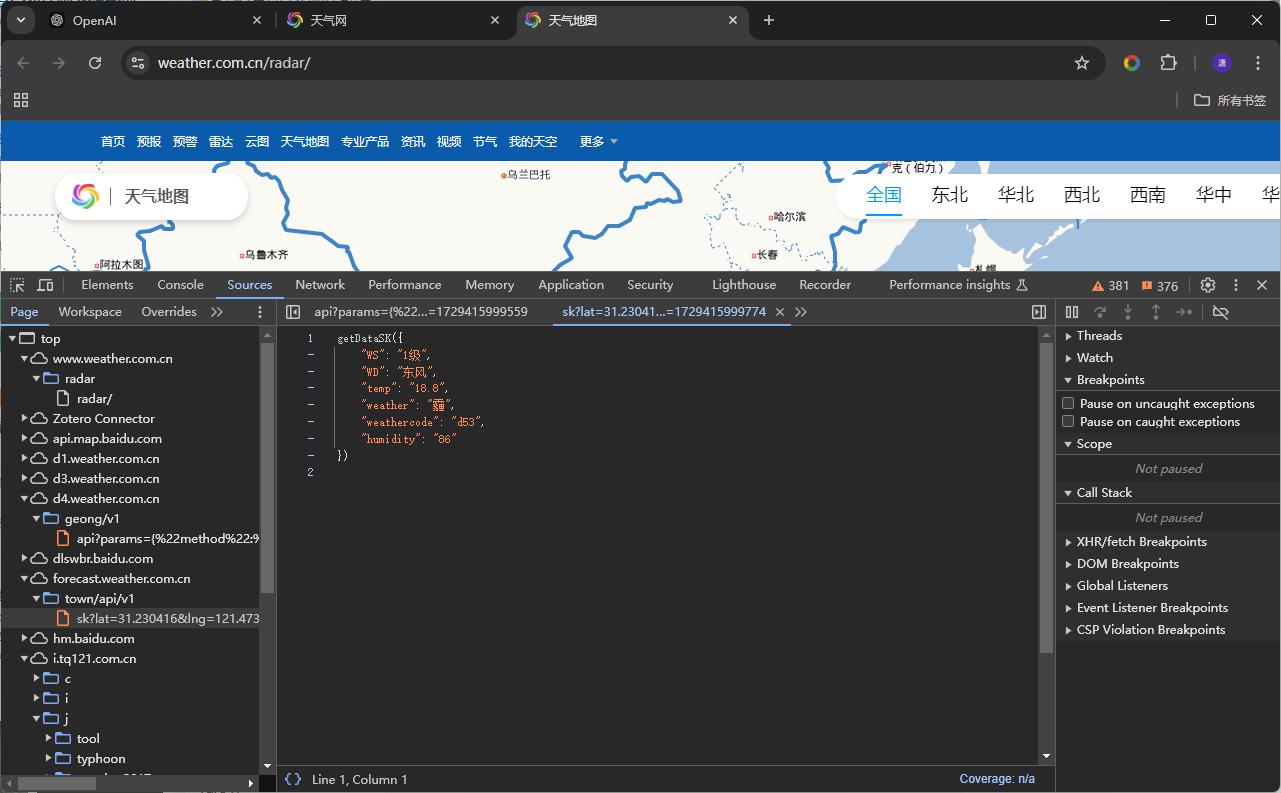 OpenAI
天气网
天气地图
weather.com.cn/radar/
潇
所有书签
首页 预报 预警 雷达 云图 天气地图 专业产品 资讯 视频 节气 我的天空 更多
天气地图
乌兰巴托
克(伯力)
全国 东北 华北 西北 西南 华中 华
哈尔滨
乌鲁木齐
长春
阿拉木图
札幌
Elements Console Sources Network Performance Memory Application Security Lighthouse Recorder Performance insights 381 376
Page Workspace Overrides
api?params={%22...=1729415999559 sk?lat=31.23041...=1729415999774
top
www.weather.com.cn
radar
radar/
Zotero Connector
api.map.baidu.com
d1.weather.com.cn
d3.weather.com.cn
d4.weather.com.cn
geong/v1
api?params={%22method%22:%
dlswbr.baidu.com
forecast.weather.com.cn
town/api/v1
sk?lat=31.230416&lng=121.473
hm.baidu.com
i.tq121.com.cn
c
i
j
tool
typhoon
1 getDataSK({
- "WS": "1级",
- "WD": "东风",
- "temp": "18.8",
- "weather": "霾",
- "weathercode": "d53",
- "humidity": "86"
- })
2
{} Line 1, Column 1
Coverage: n/a
Threads
Watch
Breakpoints
Pause on uncaught exceptions
Pause on caught exceptions
Scope
Not paused
Call Stack
Not paused
XHR/fetch Breakpoints
DOM Breakpoints
Global Listeners
Event Listener Breakpoints
CSP Violation Breakpoints